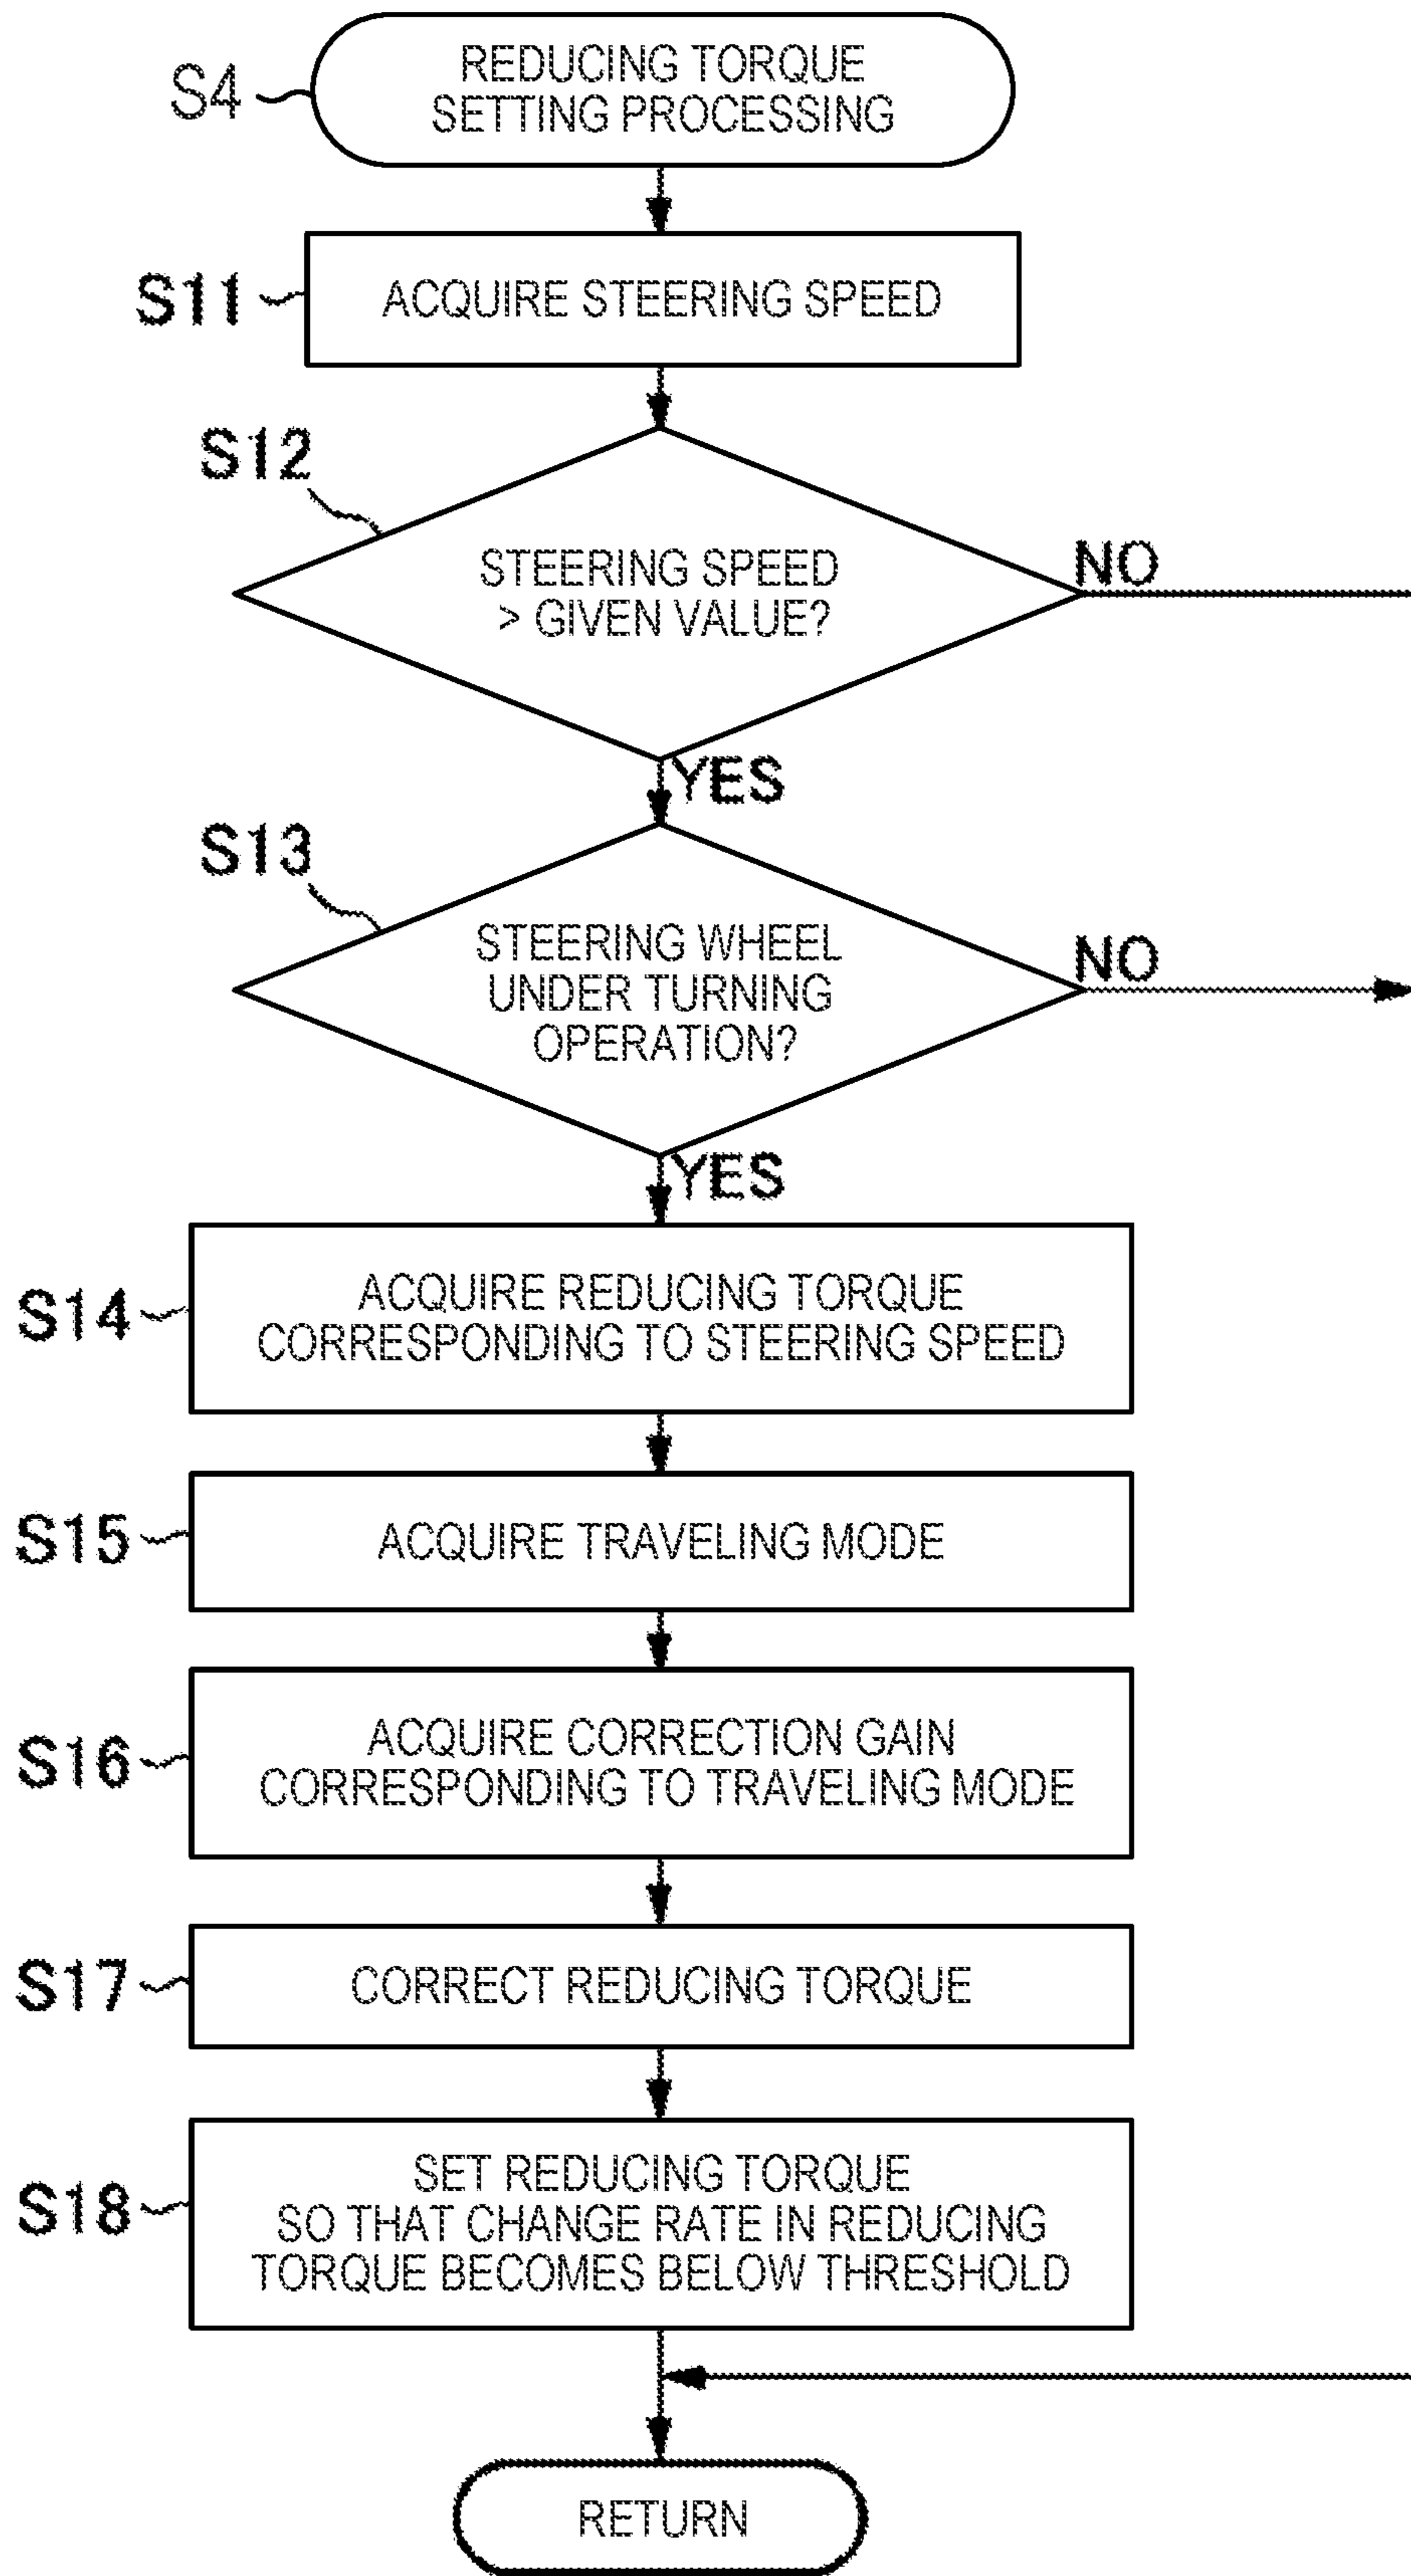 S4
REDUCING TORQUE
SETTING PROCESSING
S11
ACQUIRE STEERING SPEED
S12
STEERING SPEED
> GIVEN VALUE?
NO
YES
S13
STEERING WHEEL
UNDER TURNING
OPERATION?
NO
YES
S14
ACQUIRE REDUCING TORQUE
CORRESPONDING TO STEERING SPEED
S15
ACQUIRE TRAVELING MODE
S16
ACQUIRE CORRECTION GAIN
CORRESPONDING TO TRAVELING MODE
S17
CORRECT REDUCING TORQUE
S18
SET REDUCING TORQUE
SO THAT CHANGE RATE IN REDUCING
TORQUE BECOMES BELOW THRESHOLD
RETURN